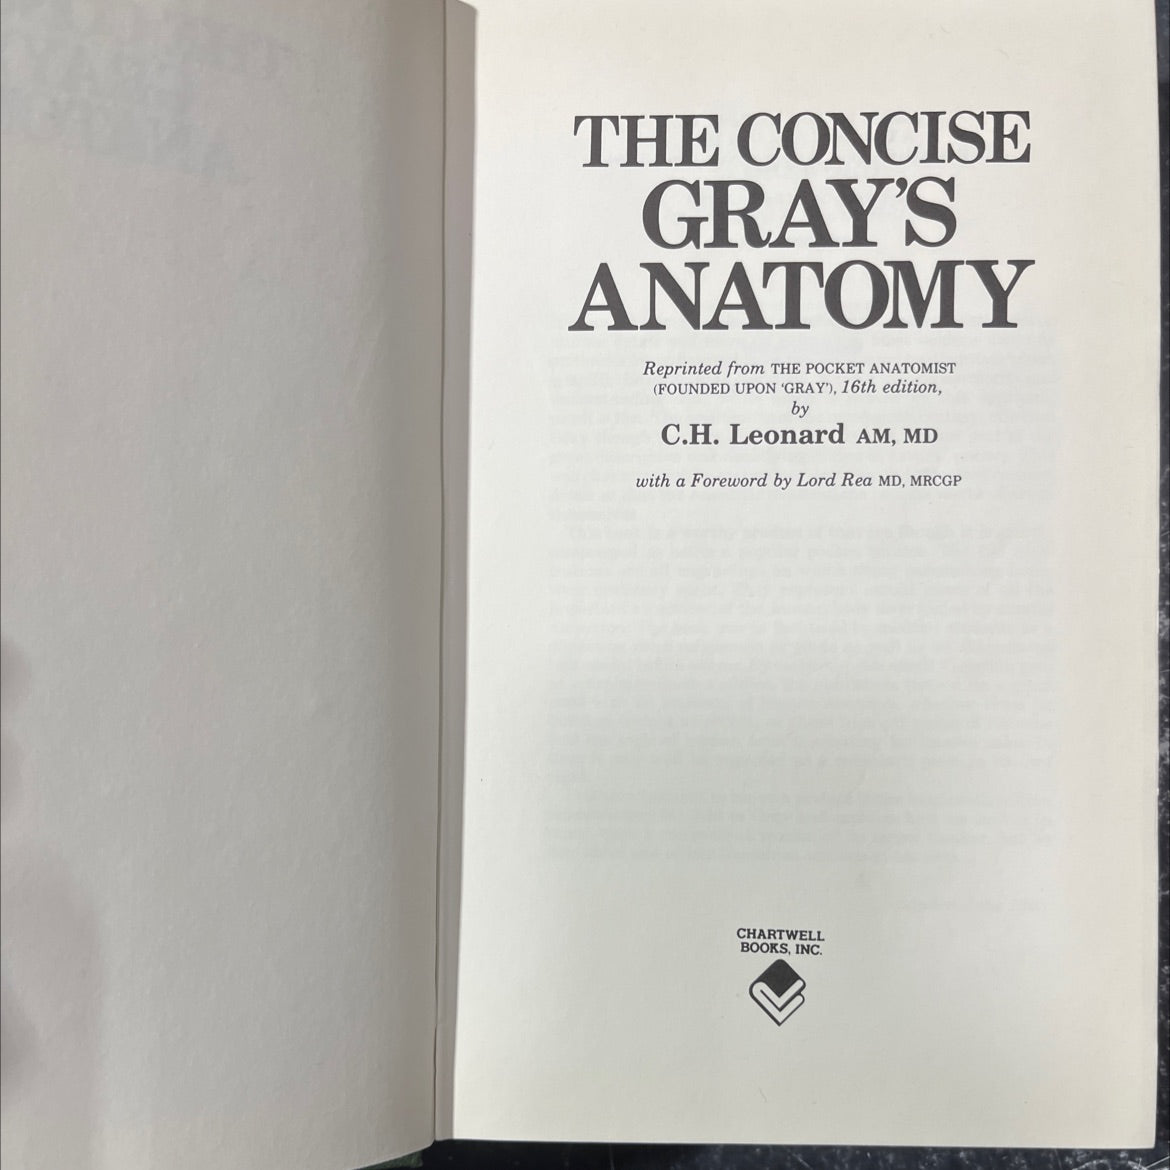 THE CONCISE
GRAY'S
ANATOMY
Reprinted from THE POCKET ANATOMIST
(FOUNDED UPON 'GRAY'), 16th edition,
by
C.H. Leonard AM, MD
with a Foreword by Lord Rea MD, MRCGP
CHARTWELL
BOOKS, INC.